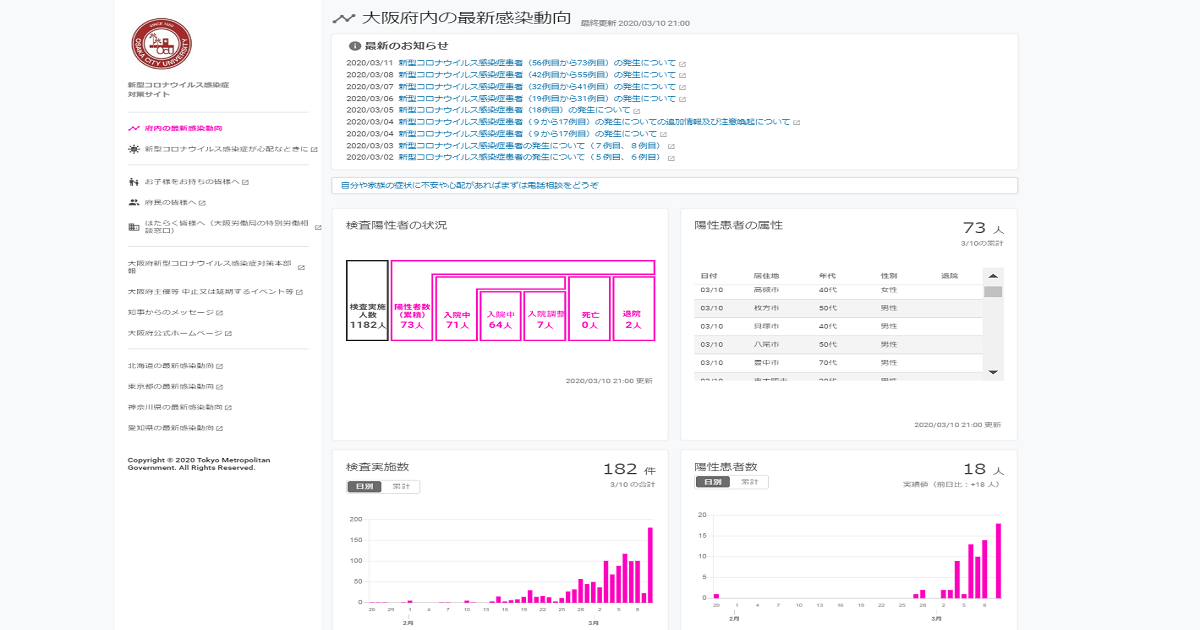 SINCE 1880
OSAKA CITY UNIVERSITY
新型コロナウイルス感染症
対策サイト
府内の最新感染動向
新型コロナウイルス感染症が心配なときに
お子様をお持ちの皆様へ
府民の皆様へ
はたらく皆様へ（大阪労働局の特別労働相
談窓口）
大阪府新型コロナウイルス感染症対策本部
報
大阪府主催等 中止又は延期するイベント等
知事からのメッセージ
大阪府公式ホームページ
北海道の最新感染動向
東京都の最新感染動向
神奈川県の最新感染動向
愛知県の最新感染動向
Copyright © 2020 Tokyo Metropolitan
Government. All Rights Reserved.
大阪府内の最新感染動向 最終更新 2020/03/10 21:00
最新のお知らせ
2020/03/11 新型コロナウイルス感染症患者（56例目から73例目）の発生について
2020/03/08 新型コロナウイルス感染症患者（42例目から55例目）の発生について
2020/03/07 新型コロナウイルス感染症患者（32例目から41例目）の発生について
2020/03/06 新型コロナウイルス感染症患者（19例目から31例目）の発生について
2020/03/05 新型コロナウイルス感染症患者（18例目）の発生について
2020/03/04 新型コロナウイルス感染症患者（９から17例目）の発生についての追加情報及び注意喚起について
2020/03/04 新型コロナウイルス感染症患者（９から17例目）の発生について
2020/03/03 新型コロナウイルス感染症患者の発生について（７例目、８例目）
2020/03/02 新型コロナウイルス感染症患者の発生について（５例目、６例目）
自分や家族の症状に不安や心配があればまずは電話相談をどうぞ
検査陽性者の状況
検査実施
人数
1182人
陽性者数
（累積）
73人
入院中
71人
入院中
64人
入院調整
7人
死亡
0人
退院
2人
2020/03/10 21:00 更新
陽性患者の属性
73 人
3/10の累計
日付 居住地 年代 性別 退院
03/10 高槻市 40代 女性
03/10 枚方市 50代 男性
03/10 貝塚市 40代 男性
03/10 八尾市 50代 男性
03/10 豊中市 70代 男性
2020/03/10 21:00 更新
検査実施数
182 件
3/10 の合計
日別 累計
200
150
100
50
0
26 29 1 4 7 10 13 16 19 22 25 28 2 5 8
2月 3月
陽性患者数
18 人
実績値（前日比：+18 人）
日別 累計
20
15
10
5
0
29 1 4 7 10 13 16 19 22 25 28 2 5 8
2月 3月